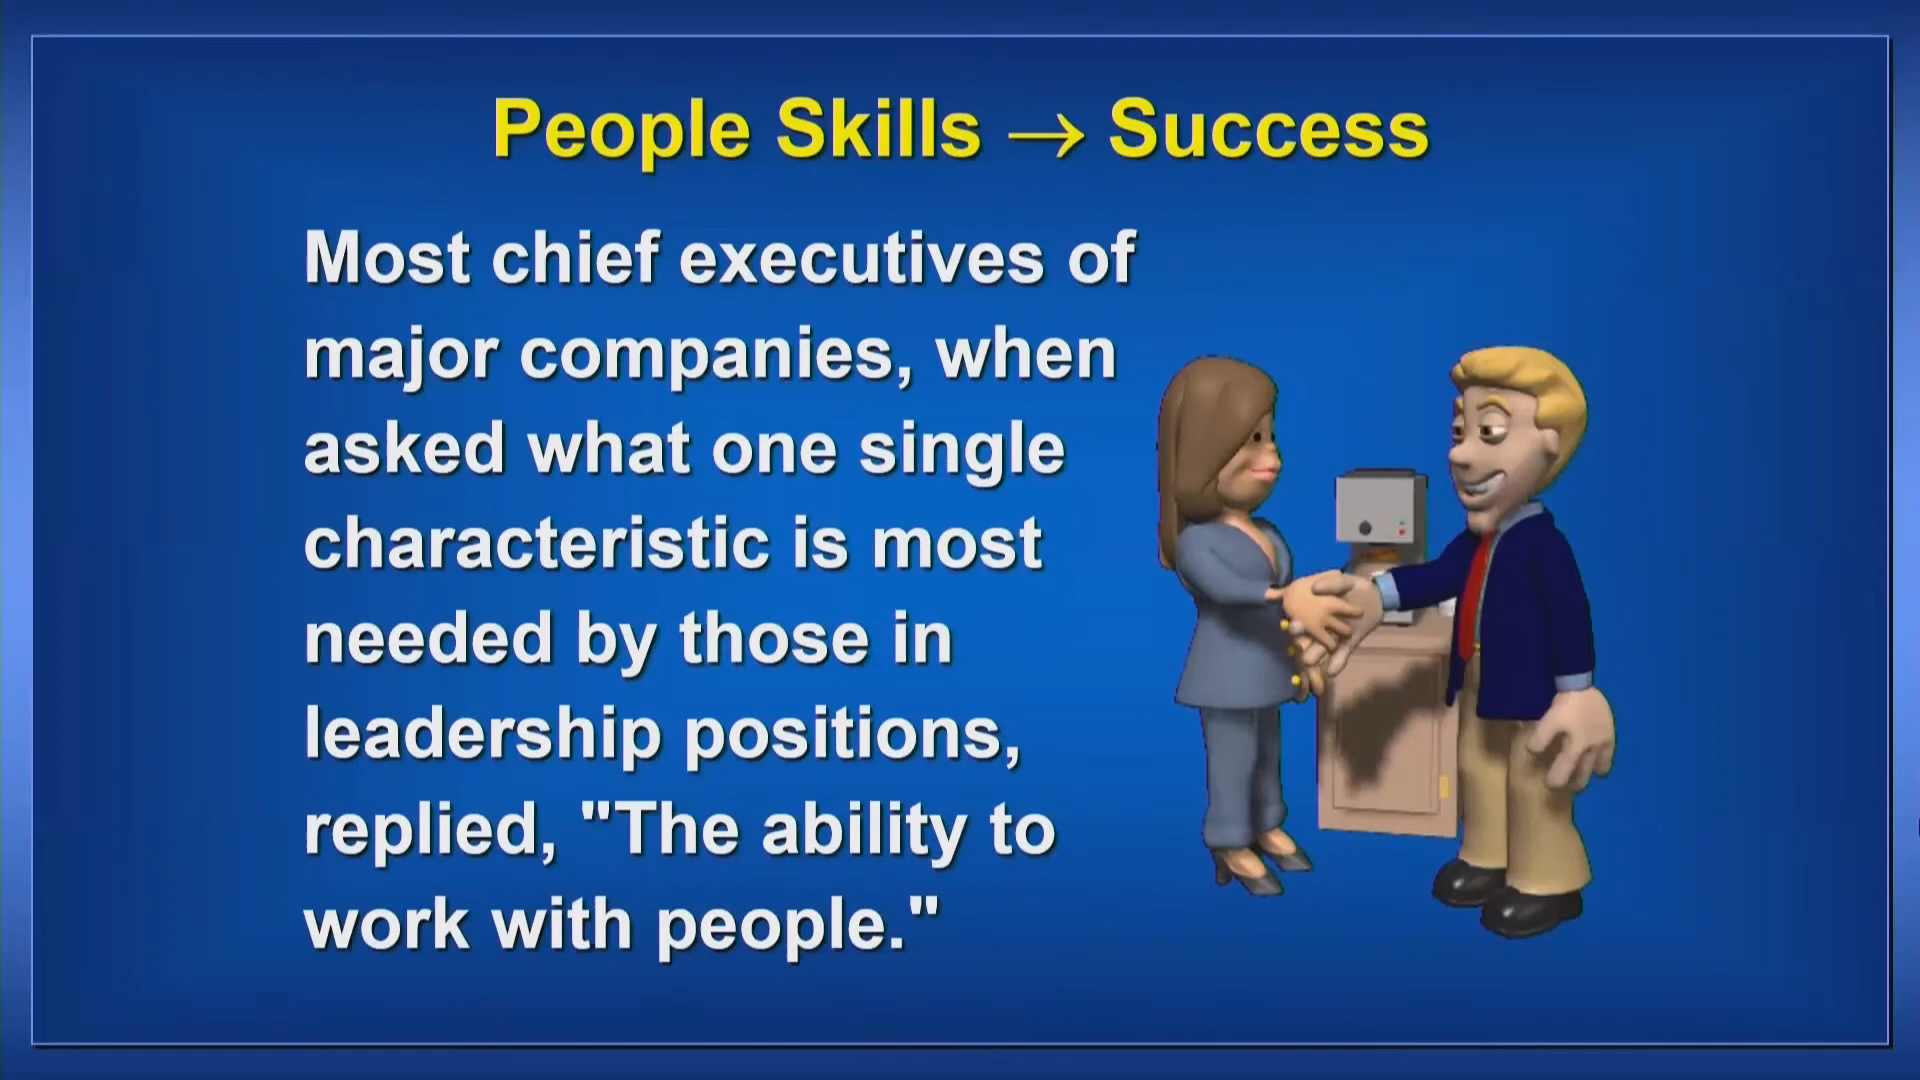 People Skills → Success
Most chief executives of
major companies, when
asked what one single
characteristic is most
needed by those in
leadership positions,
replied, "The ability to
work with people."